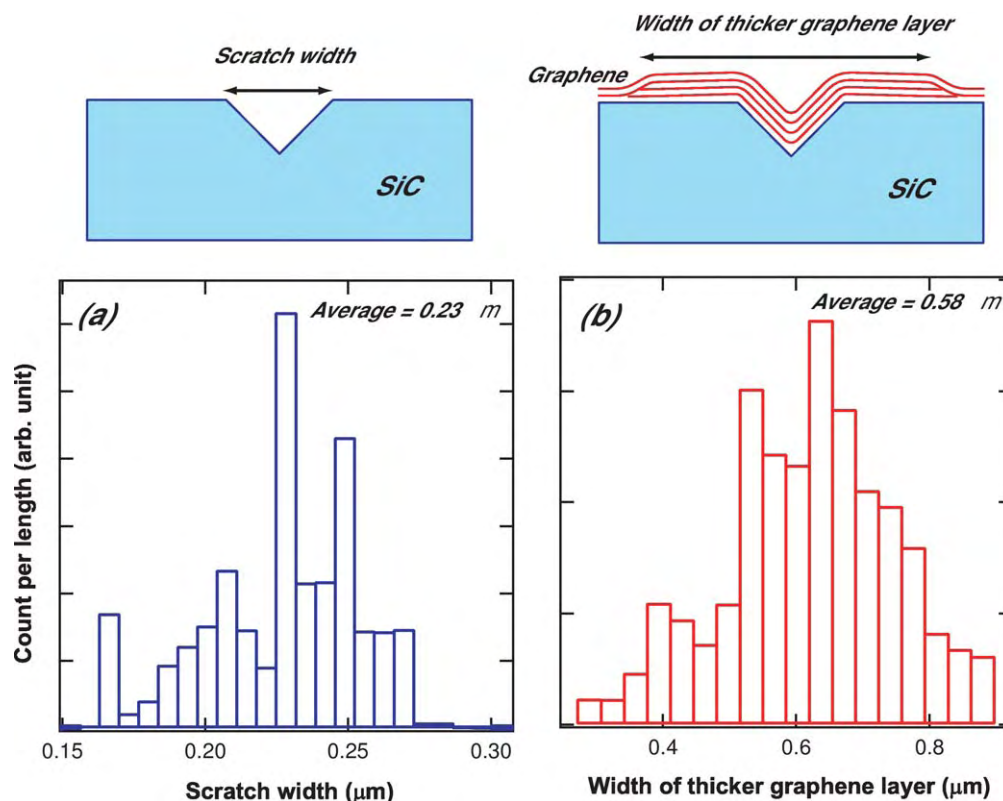 Scratch width
SiC
Width of thicker graphene layer
Graphene
SiC
(a)
Average = 0.23 m
Count per length (arb. unit)
0.15 0.20 0.25 0.30
Scratch width (μm)
(b)
Average = 0.58 m
0.4 0.6 0.8
Width of thicker graphene layer (μm)